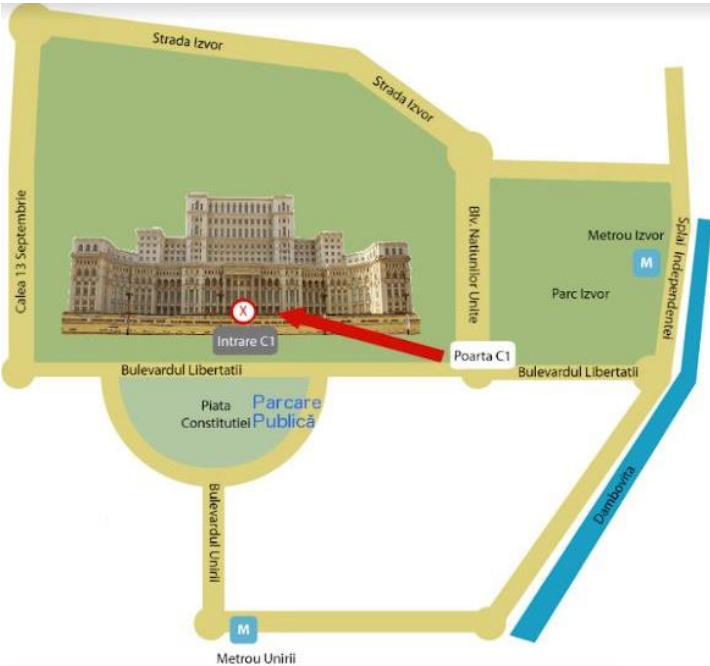 Strada Izvor
Strada Izvor
Calea 13 Septembrie
Blv. Natiunilor Unite
Splai Independentei
Metrou Izvor
M
Parc Izvor
X
Intrare C1
Poarta C1
Bulevardul Libertatii
Bulevardul Libertatii
Piata
Constitutiei
Parcare
Publică
Bulevardul Unirii
Dambovita
M
Metrou Unirii